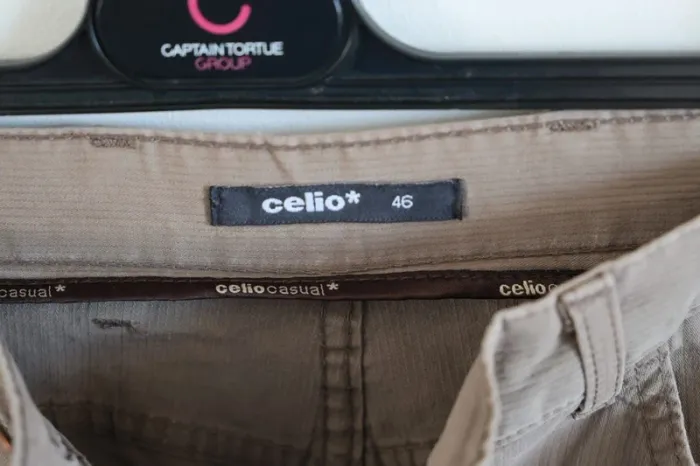 CAPTAIN TORTUE
GROUP
celio* 46
casual*
celiocasual*
celio